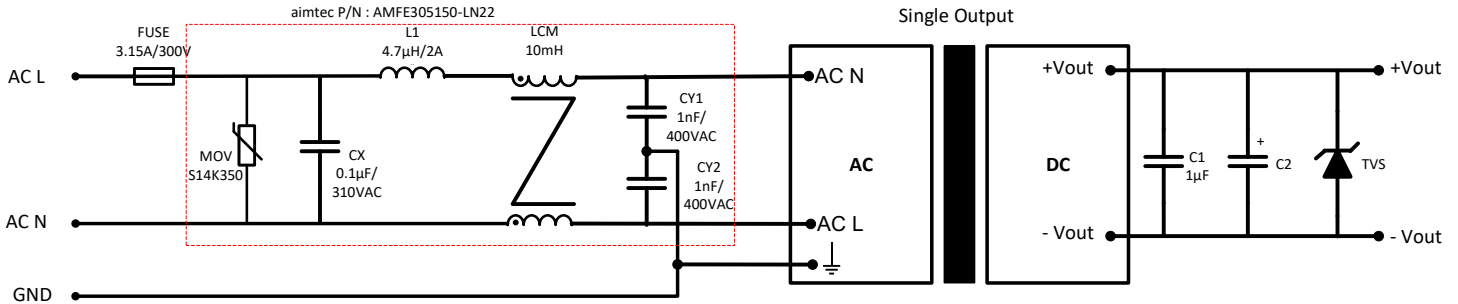 aimtec P/N : AMFE305150-LN22
Single Output
FUSE
3.15A/300V
L1
4.7µH/2A
LCM
10mH
AC L
AC N
+Vout
+Vout
CY1
1nF/
400VAC
MOV
S14K350
CX
0.1µF/
310VAC
CY2
1nF/
400VAC
AC
DC
C1
1µF
+
C2
TVS
AC N
AC L
- Vout
- Vout
GND